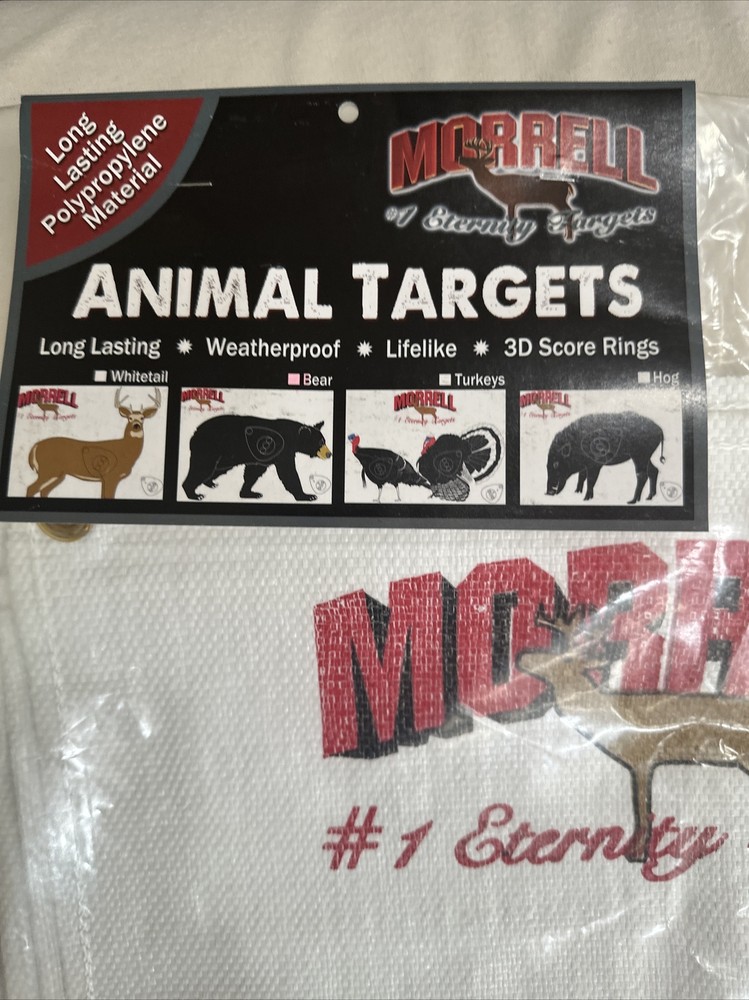 Long
Lasting
Polypropylene
Material
MORRELL
#1 Eternity Targets
ANIMAL TARGETS
Long Lasting ✷ Weatherproof ✷ Lifelike ✷ 3D Score Rings
Whitetail
Bear
Turkeys
Hog
MORRELL
MORRELL
MORRELL
MORRELL
MORR
#1 Eternity